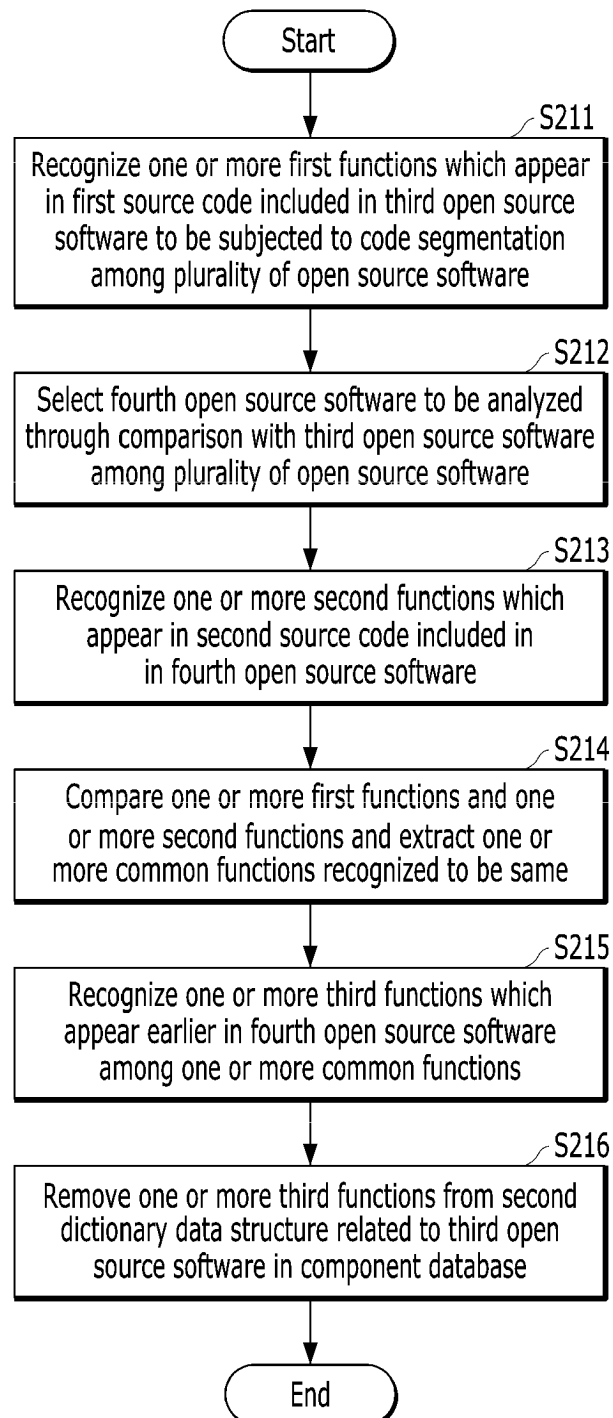 Start
S211
Recognize one or more first functions which appear
in first source code included in third open source
software to be subjected to code segmentation
among plurality of open source software
S212
Select fourth open source software to be analyzed
through comparison with third open source software
among plurality of open source software
S213
Recognize one or more second functions which
appear in second source code included in
in fourth open source software
S214
Compare one or more first functions and one
or more second functions and extract one or
more common functions recognized to be same
S215
Recognize one or more third functions which
appear earlier in fourth open source software
among one or more common functions
S216
Remove one or more third functions from second
dictionary data structure related to third open
source software in component database
End